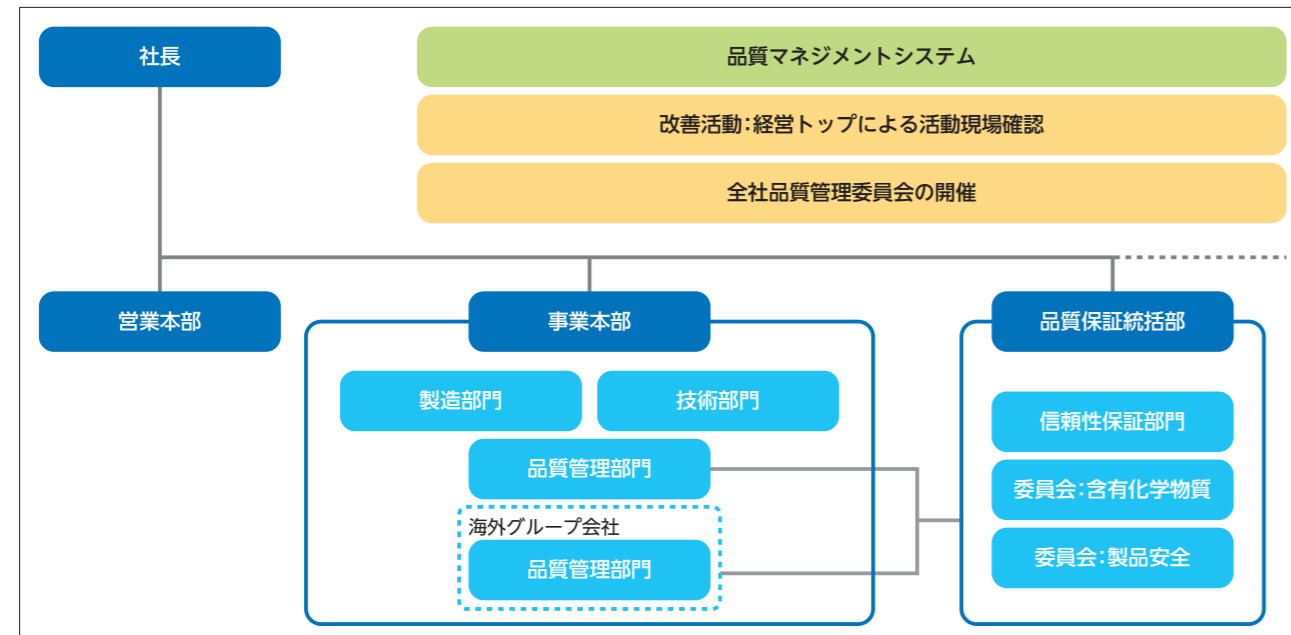 社長
品質マネジメントシステム
改善活動:経営トップによる活動現場確認
全社品質管理委員会の開催
営業本部
事業本部
品質保証統括部
製造部門
技術部門
品質管理部門
海外グループ会社
品質管理部門
信頼性保証部門
委員会:含有化学物質
委員会:製品安全